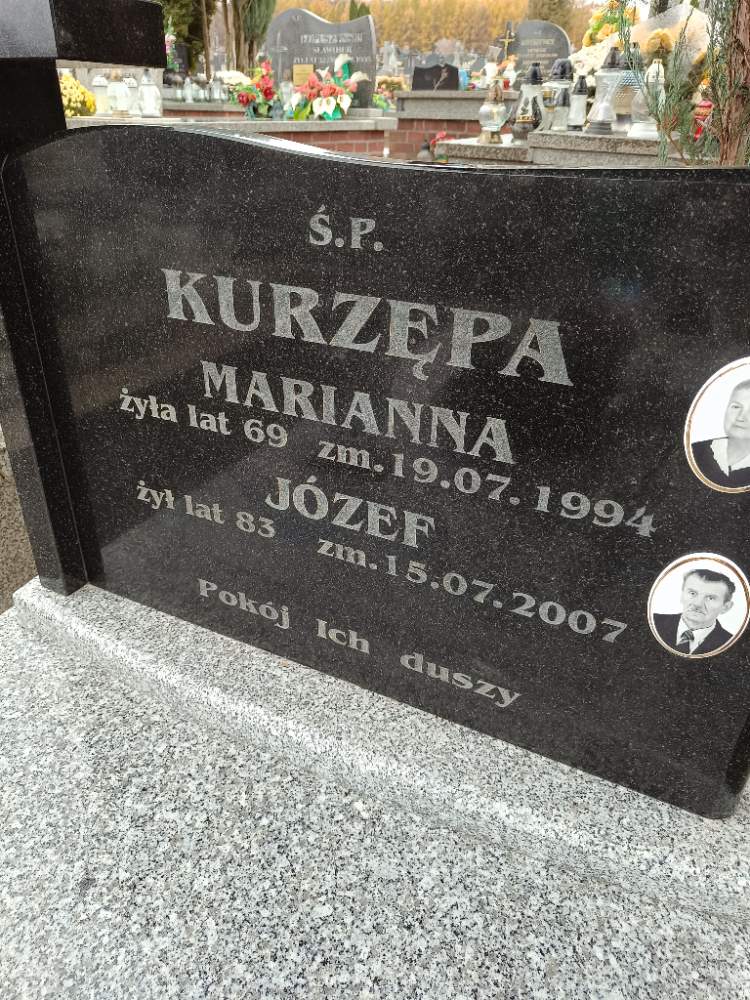 Ś.P.
KURZĘPA
MARIANNA
żyła lat 69 zm. 19.07.1994
JÓZEF
żył lat 83 zm. 15.07.2007
Pokój Ich duszy
SŁAWOMIR